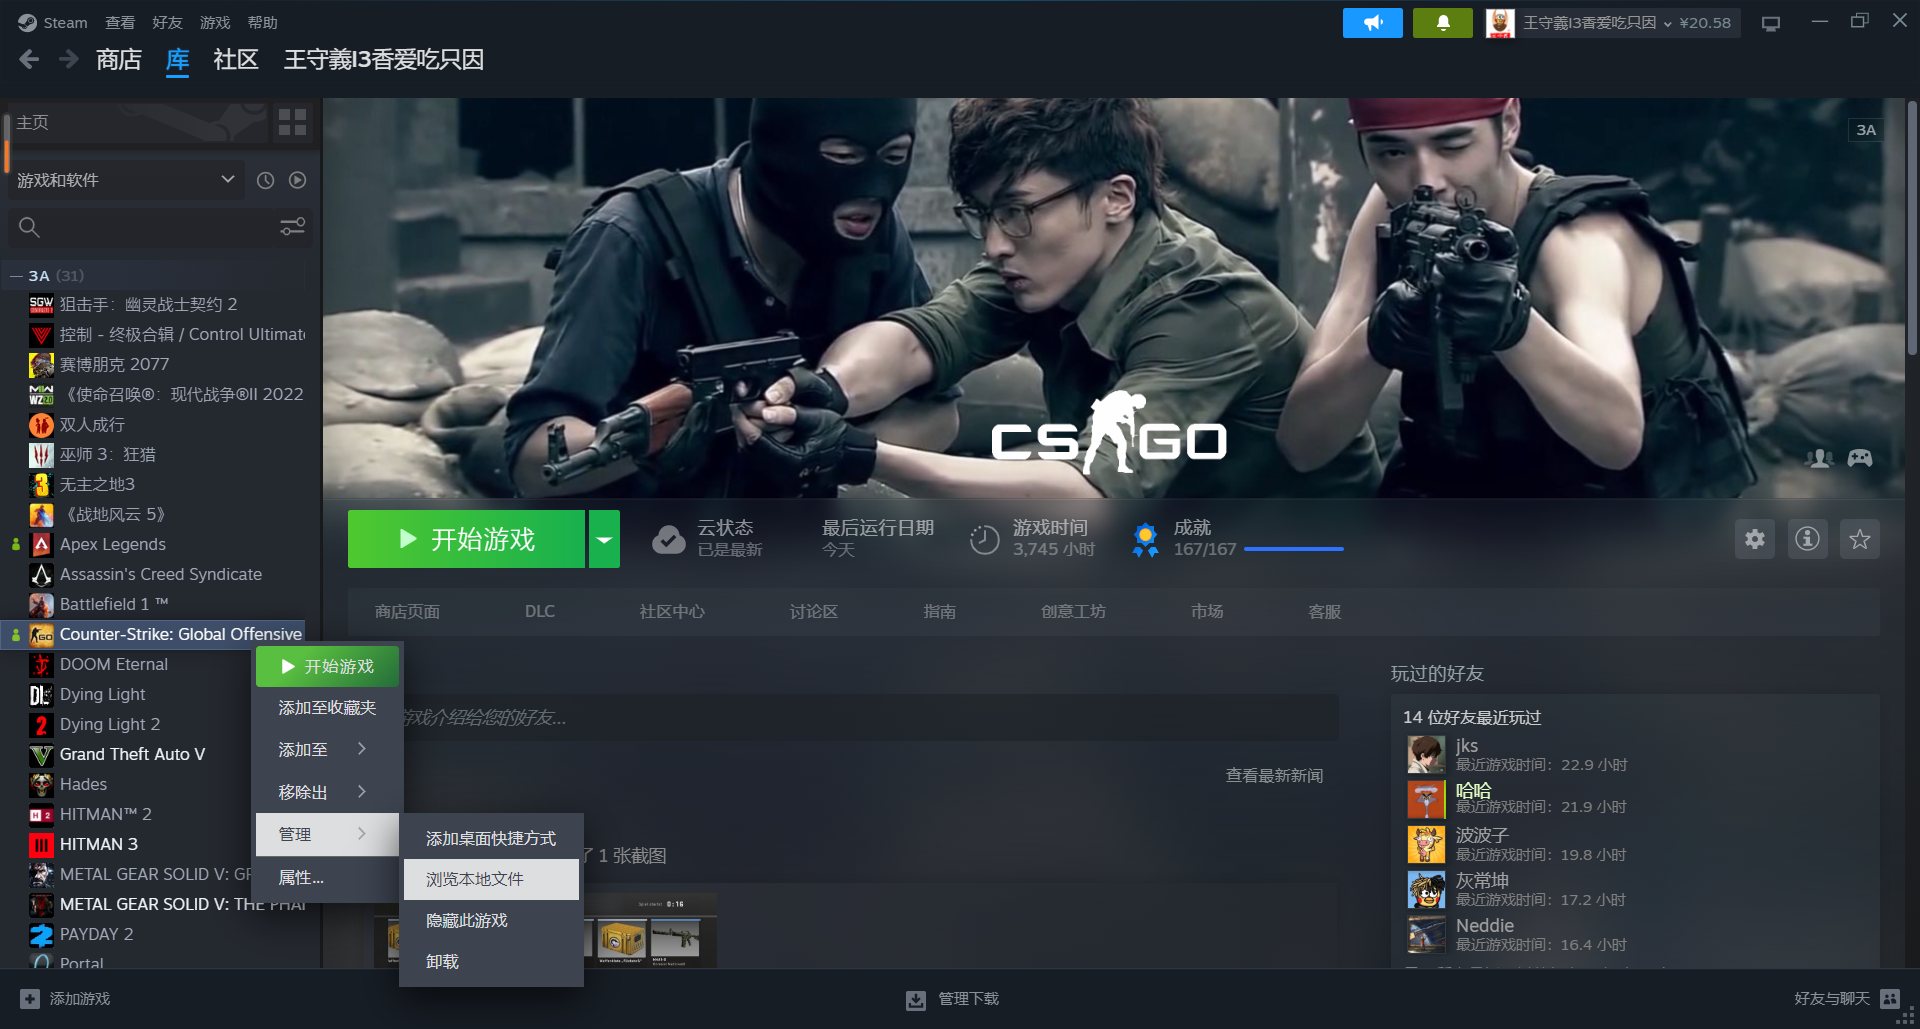 Steam 查看 好友 游戏 帮助
王守義I3香爱吃只因 ¥20.58
商店 库 社区 王守義I3香爱吃只因
主页
游戏和软件
3A (31)
狙击手：幽灵战士契约 2
控制 - 终极合辑 / Control Ultimate
赛博朋克 2077
《使命召唤®：现代战争®II 2022
双人成行
巫师 3：狂猎
无主之地3
《战地风云 5》
Apex Legends
Assassin's Creed Syndicate
Battlefield 1 ™
Counter-Strike: Global Offensive
DOOM Eternal
Dying Light
Dying Light 2
Grand Theft Auto V
Hades
HITMAN™ 2
HITMAN 3
METAL GEAR SOLID V: GR
METAL GEAR SOLID V: THE PHAN
PAYDAY 2
Portal
3A
CS GO
开始游戏
云状态
已是最新
最后运行日期
今天
游戏时间
3,745 小时
成就
167/167
商店页面 DLC 社区中心 讨论区 指南 创意工坊 市场 客服
开始游戏
添加至收藏夹
添加至
移除出
管理
属性...
添加桌面快捷方式
浏览本地文件
隐藏此游戏
卸载
游戏介绍给您的好友...
查看最新新闻
了 1 张截图
0:16
玩过的好友
14 位好友最近玩过
jks
最近游戏时间：22.9 小时
哈哈
最近游戏时间：21.9 小时
波波子
最近游戏时间：19.8 小时
灰常坤
最近游戏时间：17.2 小时
Neddie
最近游戏时间：16.4 小时
添加游戏
管理下载
好友与聊天